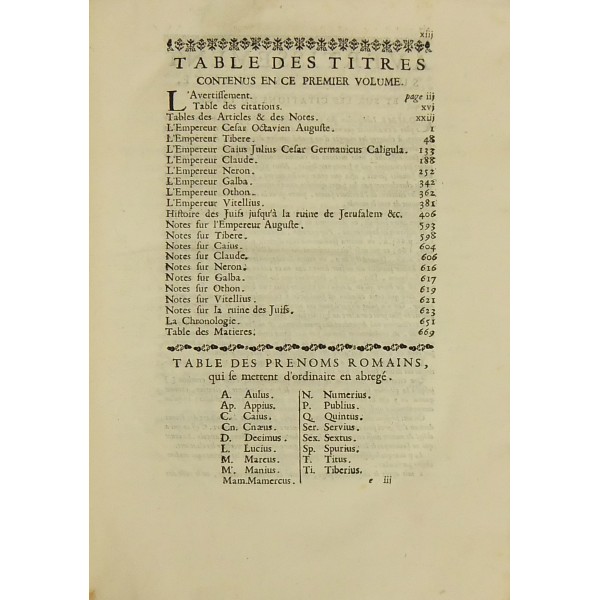 xiij
TABLE DES TITRES
CONTENUS EN CE PREMIER VOLUME.
L'Avertissement. page iij
Table des citations. xvj
Tables des Articles & des Notes. xxiij
L'Empereur Cesar Octavien Auguste. 1
L'Empereur Tibere. 48
L'Empereur Caius Julius Cesar Germanicus Caligula. 133
L'Empereur Claude. 188
L'Empereur Neron. 252
L'Empereur Galba. 342
L'Empereur Othon. 362
L'Empereur Vitellius. 381
Histoire des Juifs jusqu'à la ruine de Jerusalem &c. 406
Notes sur l'Empereur Auguste. 593
Notes sur Tibere. 598
Notes sur Caius. 604
Notes sur Claude. 606
Notes sur Neron. 616
Notes sur Galba. 617
Notes sur Othon. 619
Notes sur Vitellius. 621
Notes sur la ruine des Juifs. 623
La Chronologie. 651
Table des Matieres. 669
TABLE DES PRENOMS ROMAINS,
qui se mettent d'ordinaire en abregé.
A. Aulus.
Ap. Appius.
C. Caius.
Cn. Cnæus.
D. Decimus.
L. Lucius.
M. Marcus.
M'. Manius.
Mam. Mamercus.
N. Numerius.
P. Publius.
Q. Quintus.
Ser. Servius.
Sex. Sextus.
Sp. Spurius.
T. Titus.
Ti. Tiberius.
e iij